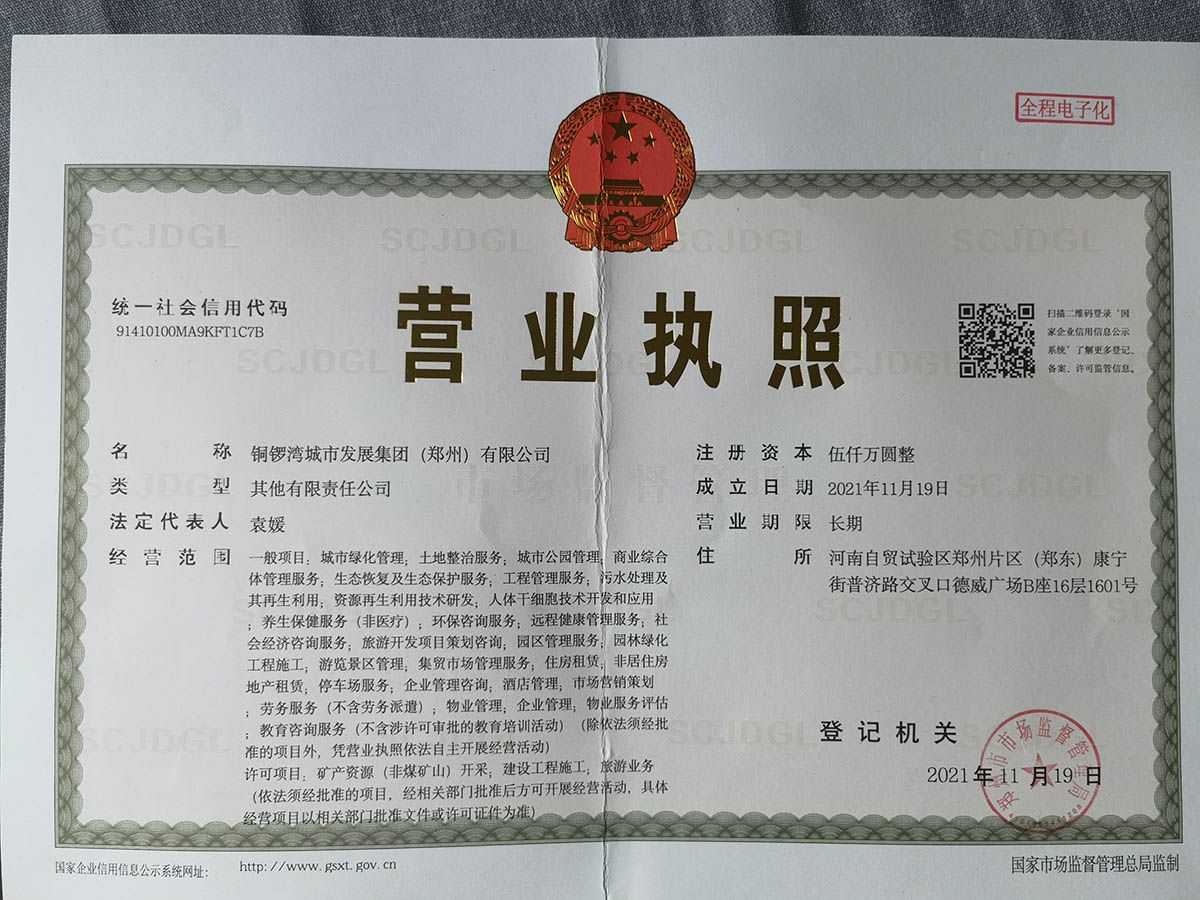 全程电子化
营业执照
统一社会信用代码
91410100MA9KFT1C7B
扫描二维码登录‘国
家企业信用信息公示
系统’了解更多登记、
备案、许可监管信息。
名称 铜锣湾城市发展集团（郑州）有限公司
类型 其他有限责任公司
法定代表人 袁媛
经营范围 一般项目：城市绿化管理；土地整治服务；城市公园管理；商业综合
体管理服务；生态恢复及生态保护服务；工程管理服务；污水处理及
其再生利用；资源再生利用技术研发；人体干细胞技术开发和应用
；养生保健服务（非医疗）；环保咨询服务；远程健康管理服务；社
会经济咨询服务；旅游开发项目策划咨询；园区管理服务；园林绿化
工程施工；游览景区管理；集贸市场管理服务；住房租赁；非居住房
地产租赁；停车场服务；企业管理咨询；酒店管理；市场营销策划
；劳务服务（不含劳务派遣）；物业管理；企业管理；物业服务评估
；教育咨询服务（不含涉许可审批的教育培训活动）（除依法须经批
准的项目外，凭营业执照依法自主开展经营活动）
许可项目：矿产资源（非煤矿山）开采；建设工程施工；旅游业务
（依法须经批准的项目，经相关部门批准后方可开展经营活动，具体
经营项目以相关部门批准文件或许可证件为准）
注册资本 伍仟万圆整
成立日期 2021年11月19日
营业期限 长期
住所 河南自贸试验区郑州片区（郑东）康宁
街普济路交叉口德威广场B座16层1601号
登记机关
2021年11月19日
郑州市市场监督管理局
国家企业信用信息公示系统网址：
http://www.gsxt.gov.cn
国家市场监督管理总局监制
SCJDGL
市场监督管理